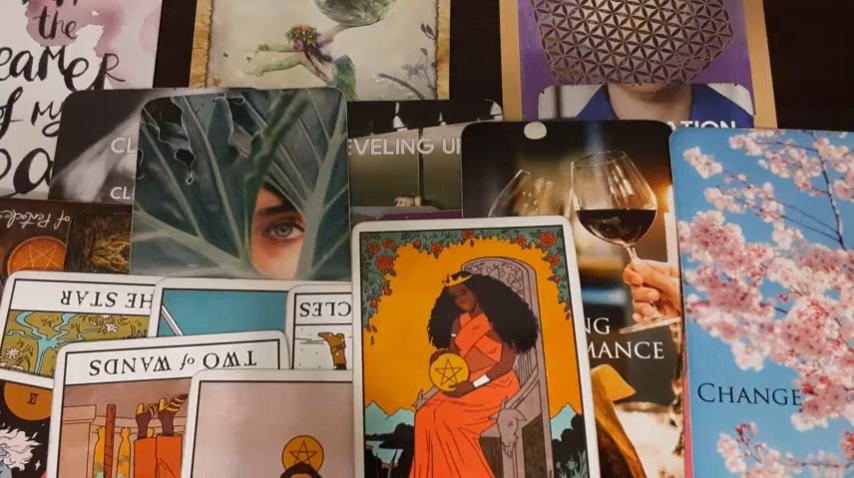 the
of my
CL
CL
EVELING UP
ATION
of Pentacles
THE STAR
CLES
TWO of WANDS
VI
NG
MANCE
CHANGE